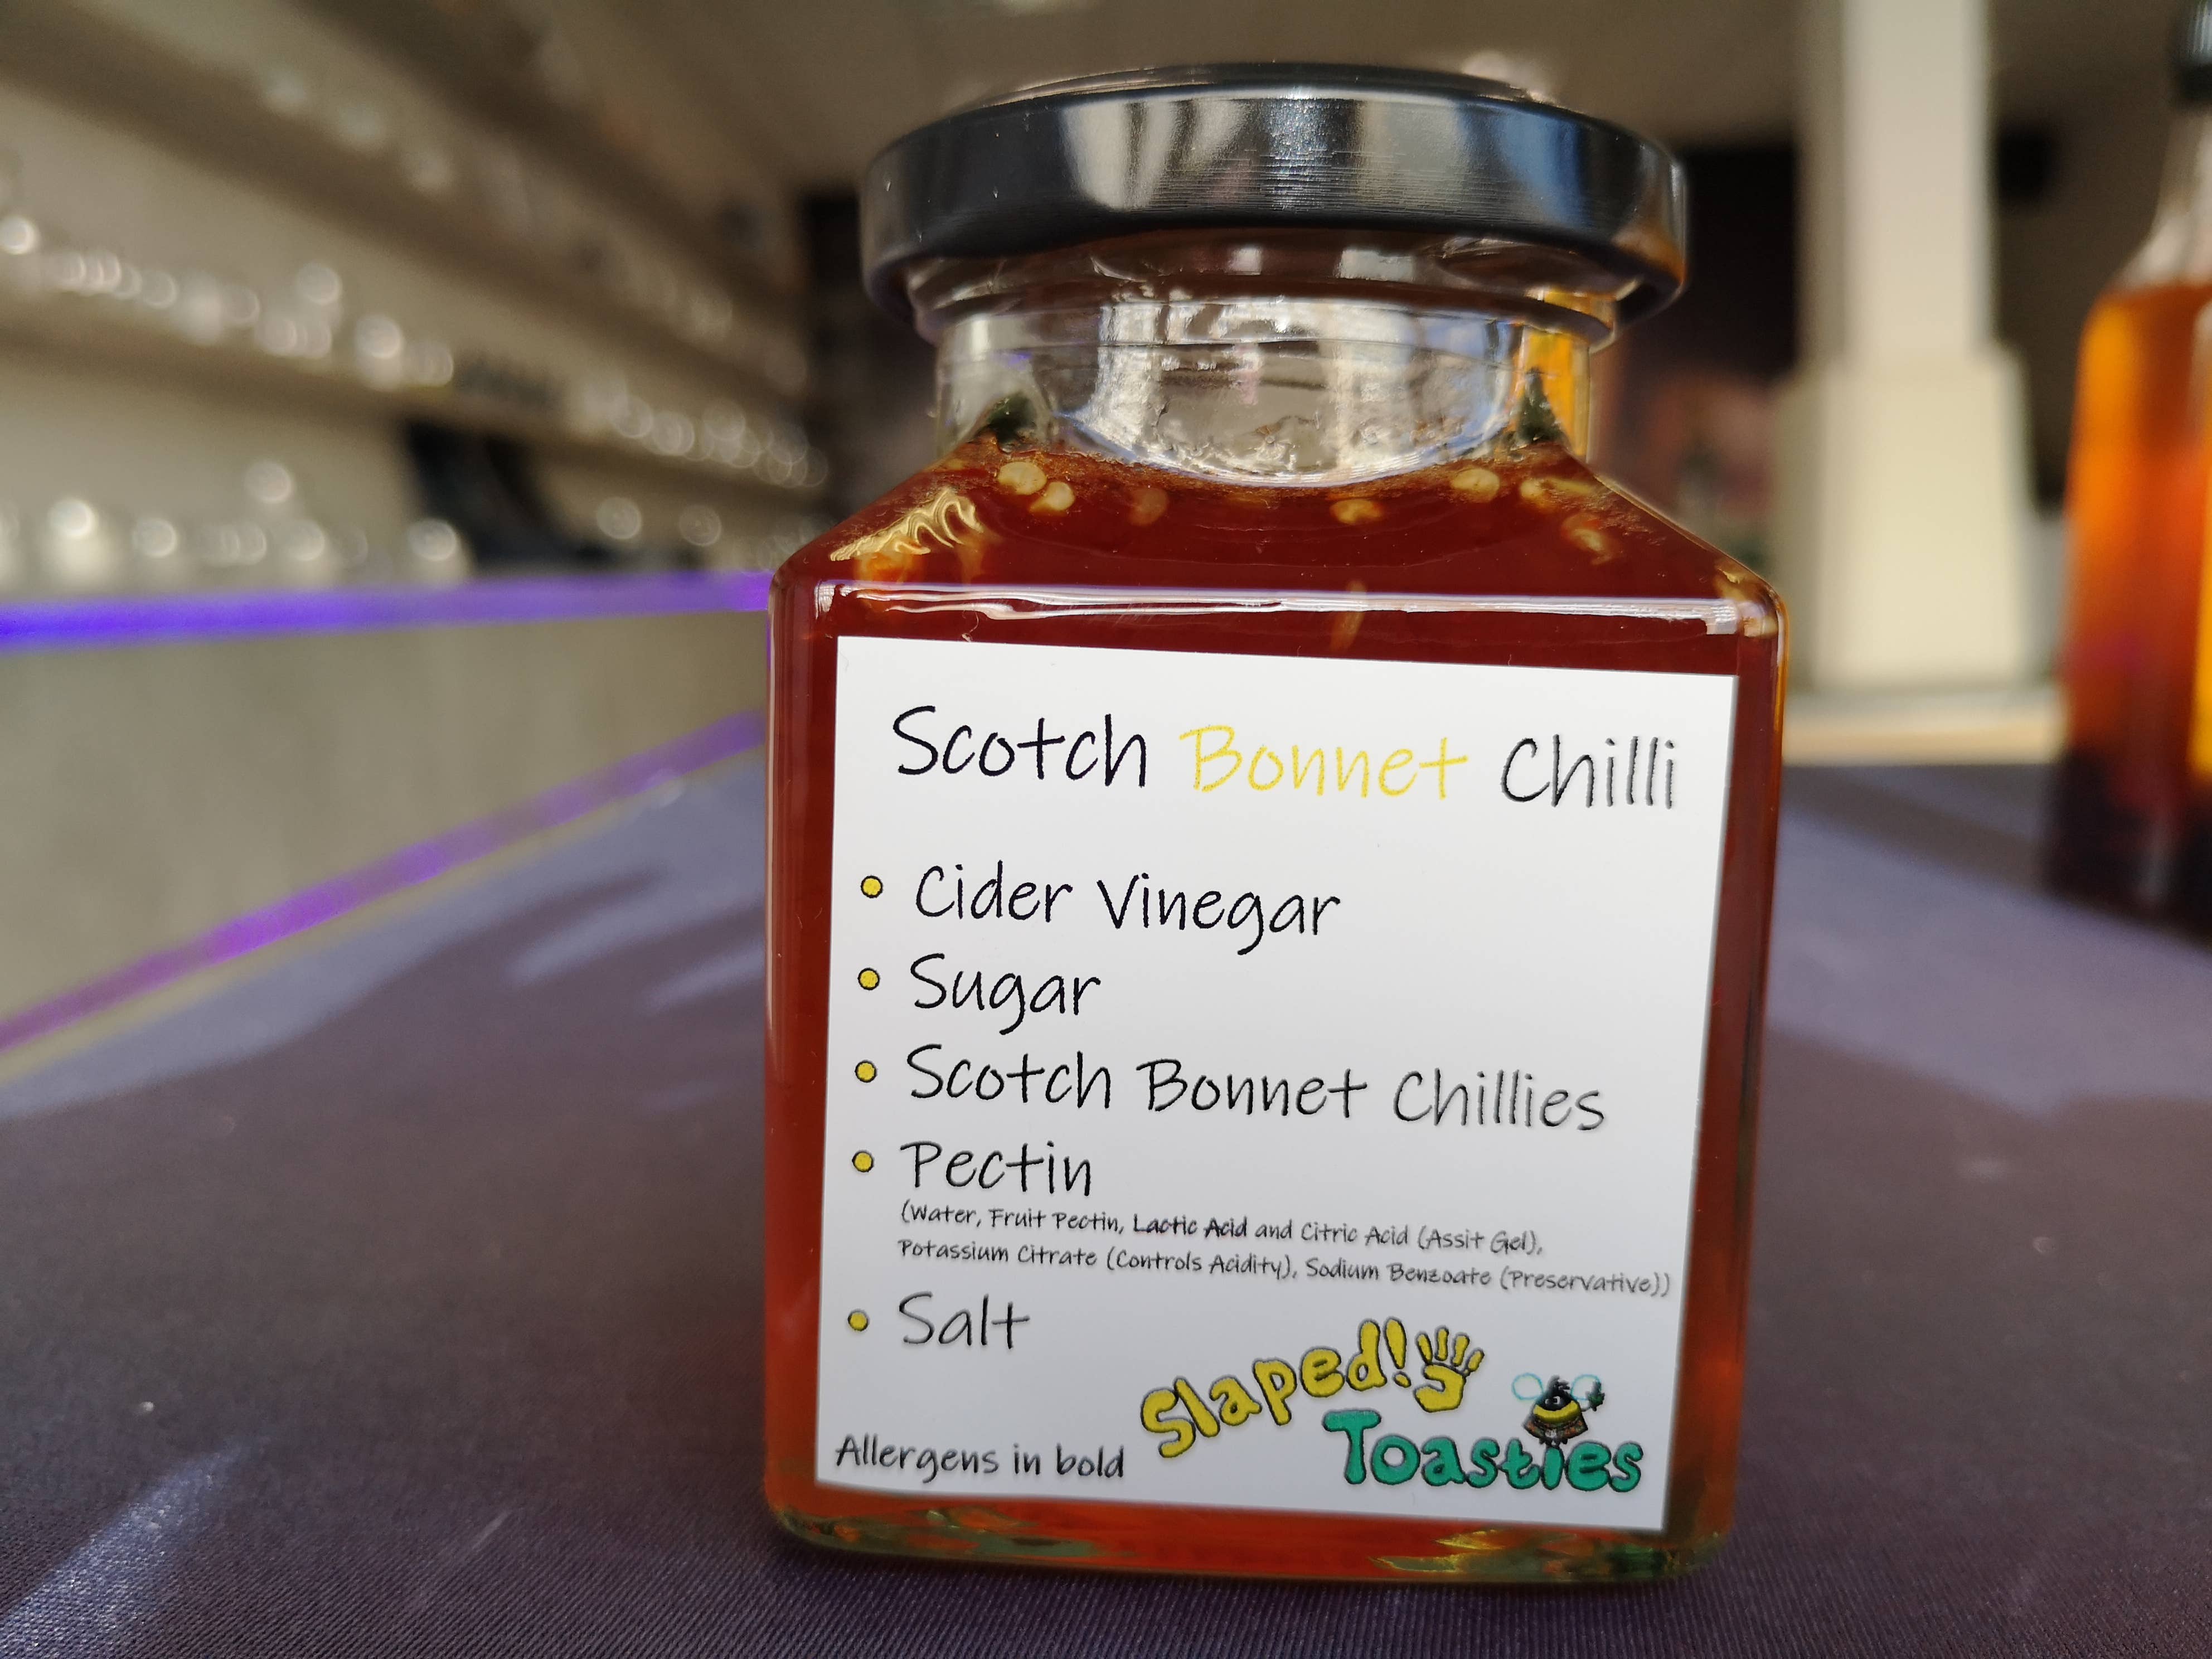 Scotch Bonnet Chilli
Cider Vinegar
Sugar
Scotch Bonnet Chillies
Pectin
(Water, Fruit Pectin, Lactic Acid and Citric Acid (Assit Gel),
Potassium Citrate (Controls Acidity), Sodium Benzoate (Preservative))
Salt
Slaped!
Toasties
Allergens in bold